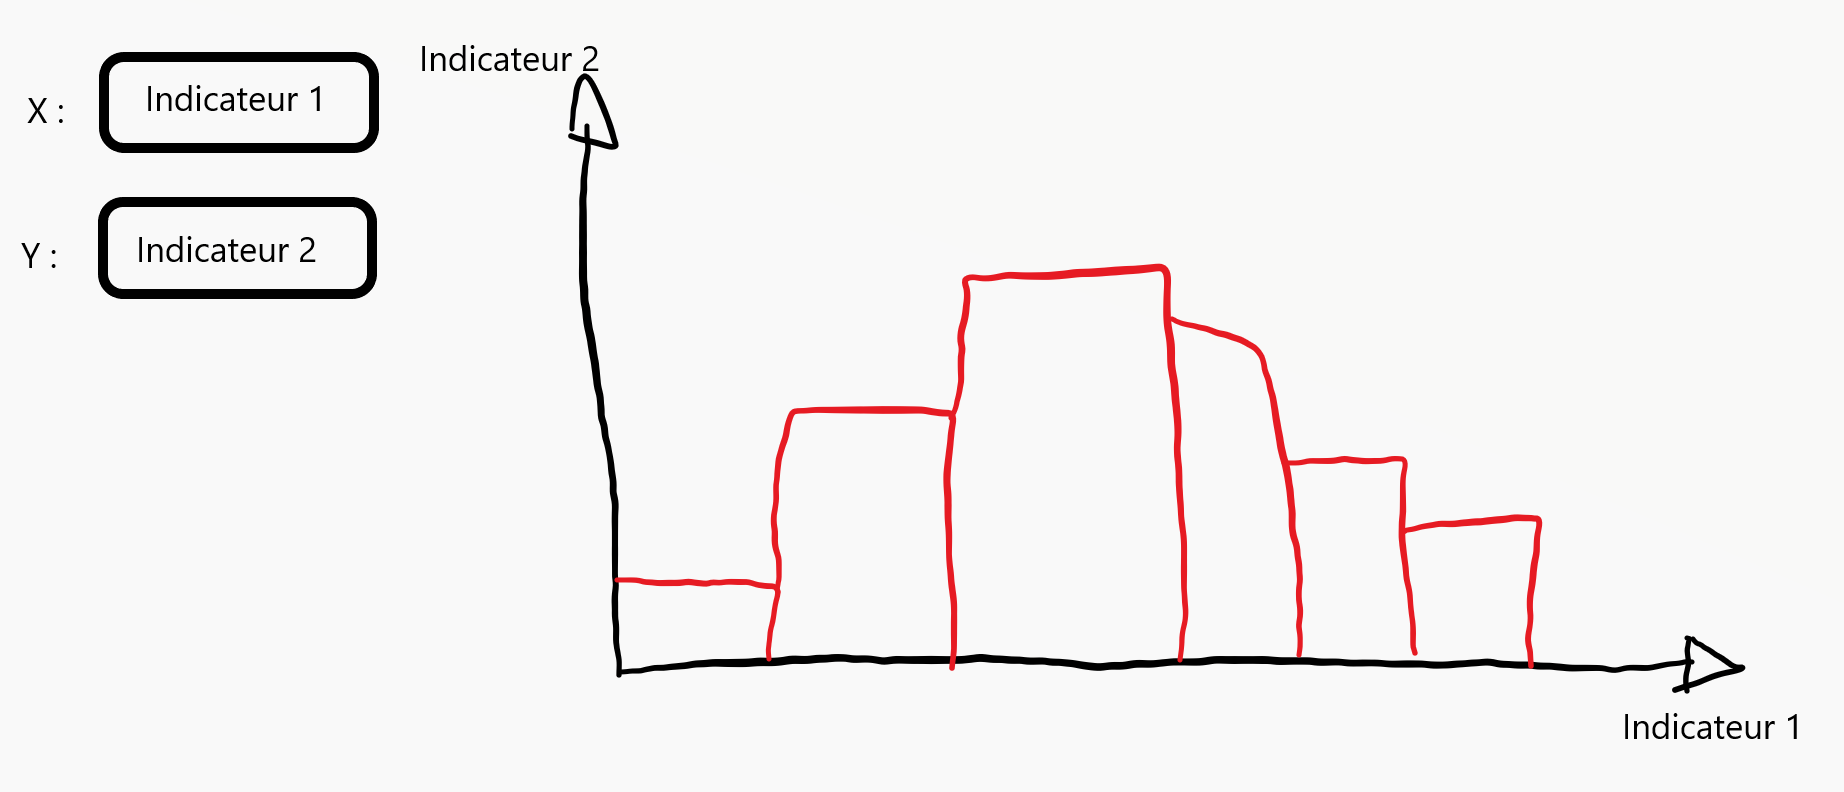 Indicateur 2
X :
Indicateur 1
Y :
Indicateur 2
Indicateur 1